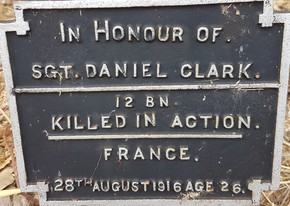 IN HONOUR OF.
SGT. DANIEL CLARK.
12 BN.
KILLED IN ACTION.
FRANCE.
28TH AUGUST 1916 AGE 26.